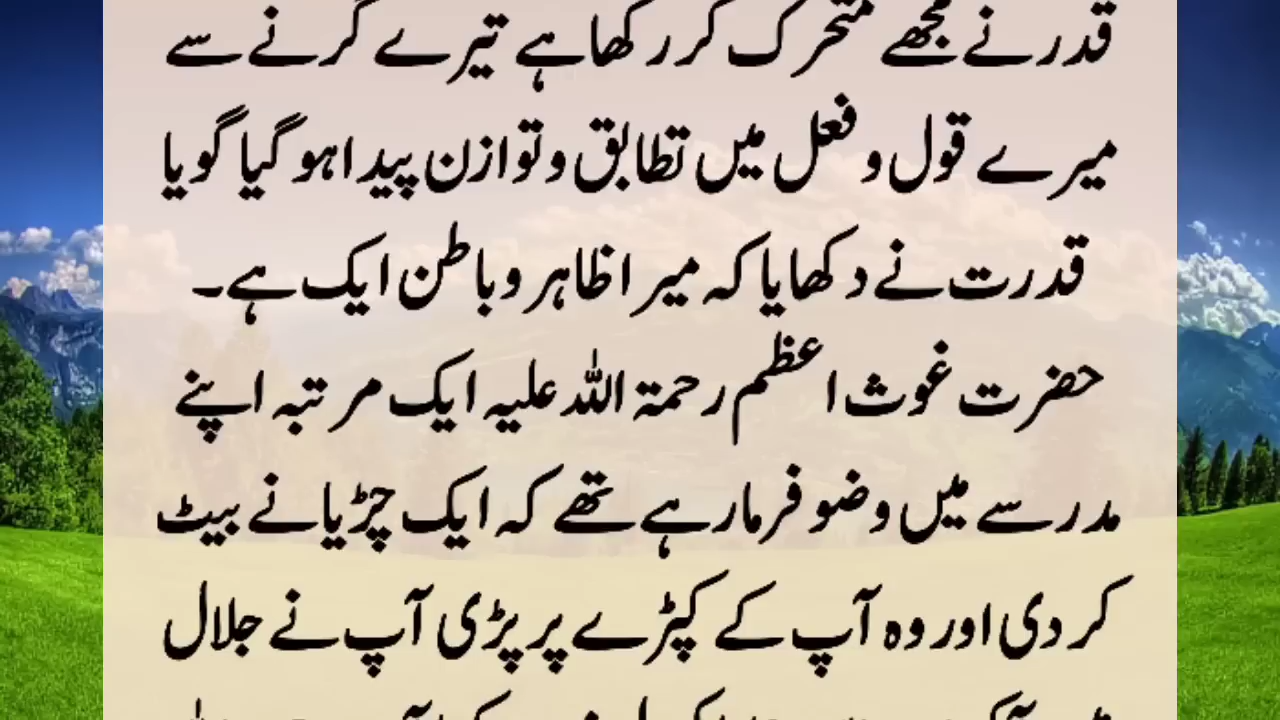 قدر نے مجھے متحرک کر رکھا ہے تیرے گرنے سے
میرے قول و فعل میں تطابق و توازن پیدا ہو گیا گویا
قدرت نے دکھایا کہ میرا ظاہر و باطن ایک ہے۔
حضرت غوث اعظم رحمۃ اللہ علیہ ایک مرتبہ اپنے
مدرسے میں وضو فرما رہے تھے کہ ایک چڑیا نے بیٹ
کر دی اور وہ آپ کے کپڑے پر پڑی آپ نے جلال